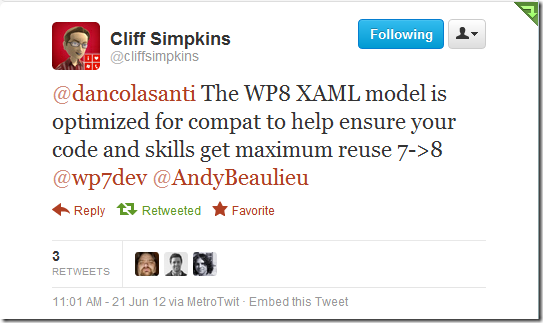 Cliff Simpkins
@cliffsimpkins
Following
@dancolasanti The WP8 XAML model is
optimized for compat to help ensure your
code and skills get maximum reuse 7->8
@wp7dev @AndyBeaulieu
Reply Retweeted Favorite
3
RETWEETS
11:01 AM - 21 Jun 12 via MetroTwit · Embed this Tweet